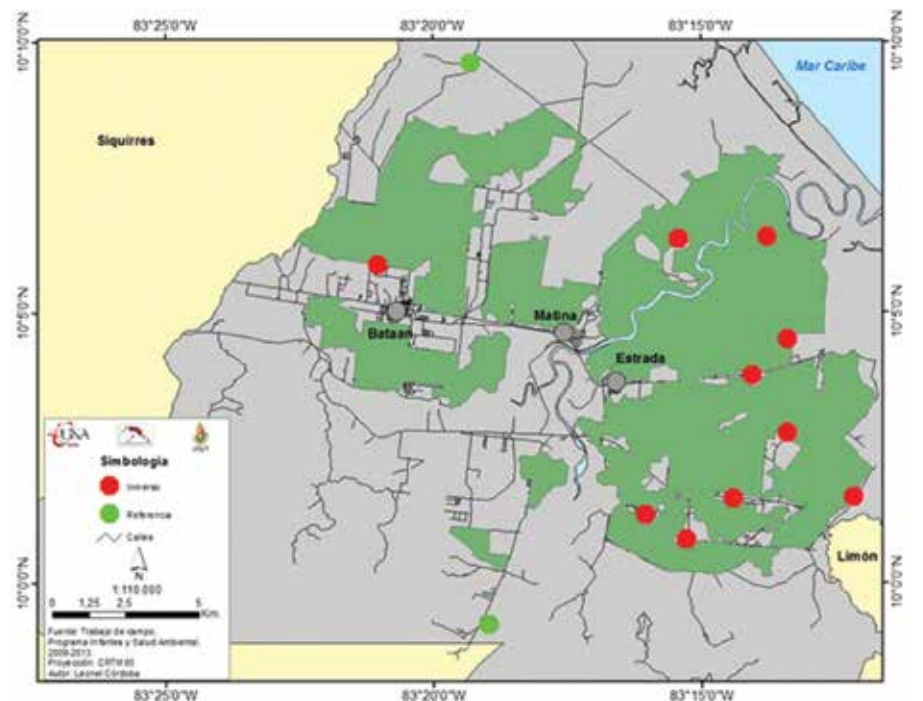 83°25'0"W 83°20'0"W 83°15'0"W
10°10'0"N 10°10'0"N
Mar Caribe
Siquirres
10°5'0"N 10°5'0"N
Matina
Bataan
Estrada
UNA
Simbología
Inmerso
Referencia
Calles
N
1:110.000
0 1,25 2,5 5
Km
Fuente: Trabajo de campo,
Programa Infantes y Salud Ambiental,
2009-2013.
Proyección: CRTM 05
Autor: Leonel Córdoba
Limón
10°0'0"N 10°0'0"N
83°25'0"W 83°20'0"W 83°15'0"W